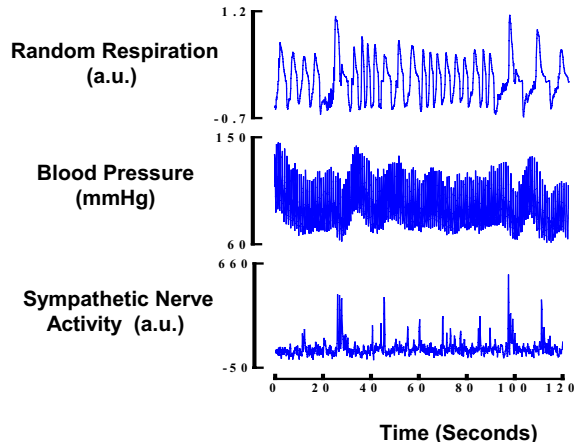 1.2
Random Respiration
(a.u.)
-0.7
150
Blood Pressure
(mmHg)
60
660
Sympathetic Nerve
Activity (a.u.)
-50
0 20 40 60 80 100 120
Time (Seconds)